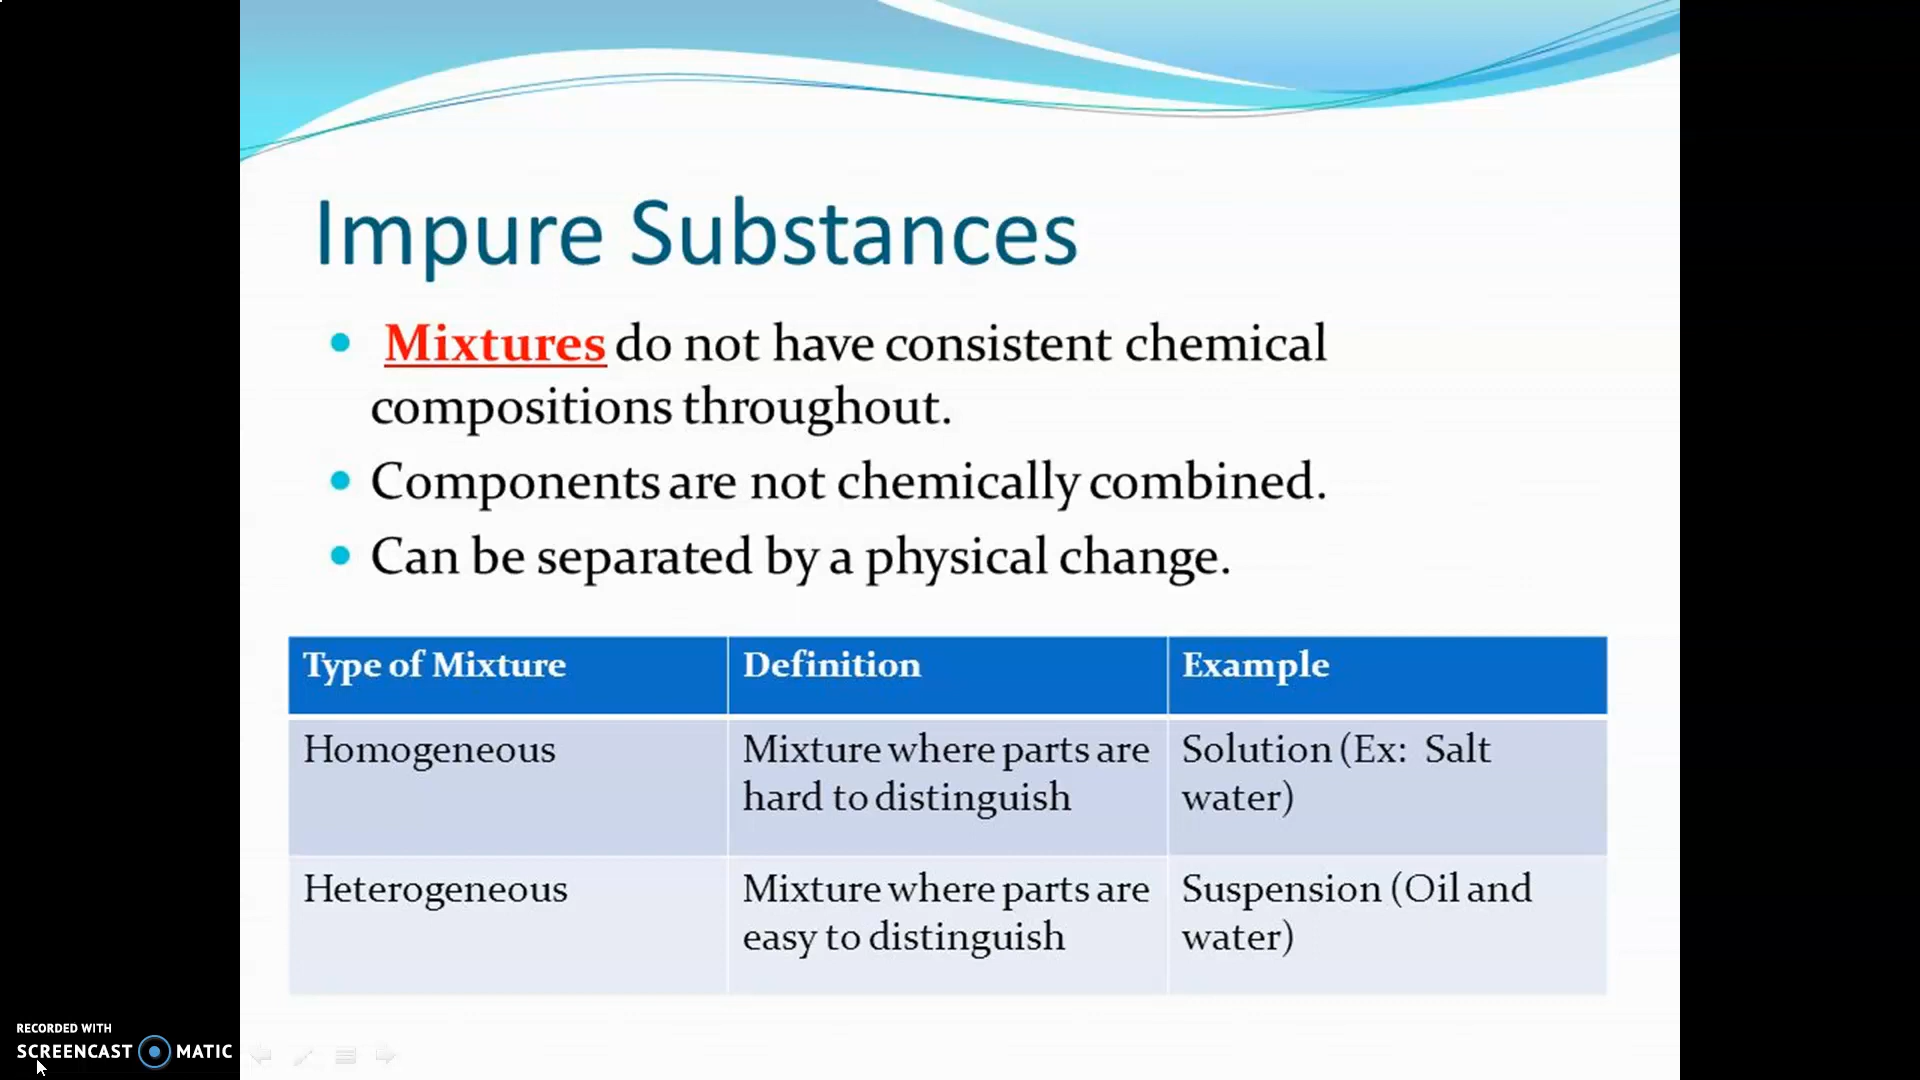 Impure Substances
Mixtures do not have consistent chemical
compositions throughout.
Components are not chemically combined.
Can be separated by a physical change.
Type of Mixture Definition Example
Homogeneous Mixture where parts are Solution (Ex: Salt
hard to distinguish water)
Heterogeneous Mixture where parts are Suspension (Oil and
easy to distinguish water)
RECORDED WITH
SCREENCAST MATIC